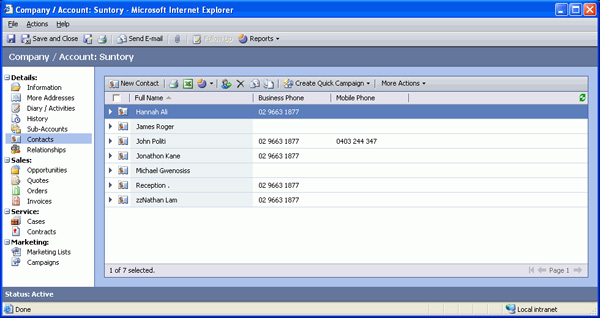 Company / Account: Suntory - Microsoft Internet Explorer
File Actions Help
Save and Close Send E-mail Follow Up Reports
Company / Account: Suntory
Details:
Information
More Addresses
Diary / Activities
History
Sub-Accounts
Contacts
Relationships
Sales:
Opportunities
Quotes
Orders
Invoices
Service:
Cases
Contracts
Marketing:
Marketing Lists
Campaigns
New Contact Create Quick Campaign More Actions
Full Name Business Phone Mobile Phone
Hannah Ali 02 9663 1877
James Roger
John Politi 02 9663 1877 0403 244 347
Jonathon Kane 02 9663 1877
Michael Gwenosiss
Reception . 02 9663 1877
zzNathan Lam 02 9663 1877
1 of 7 selected. Page 1
Status: Active
Done Local intranet